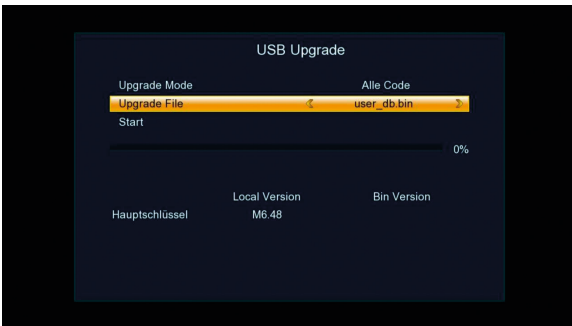 USB Upgrade
Upgrade Mode Alle Code
Upgrade File user_db.bin
Start
0%
Local Version Bin Version
Hauptschlüssel M6.48